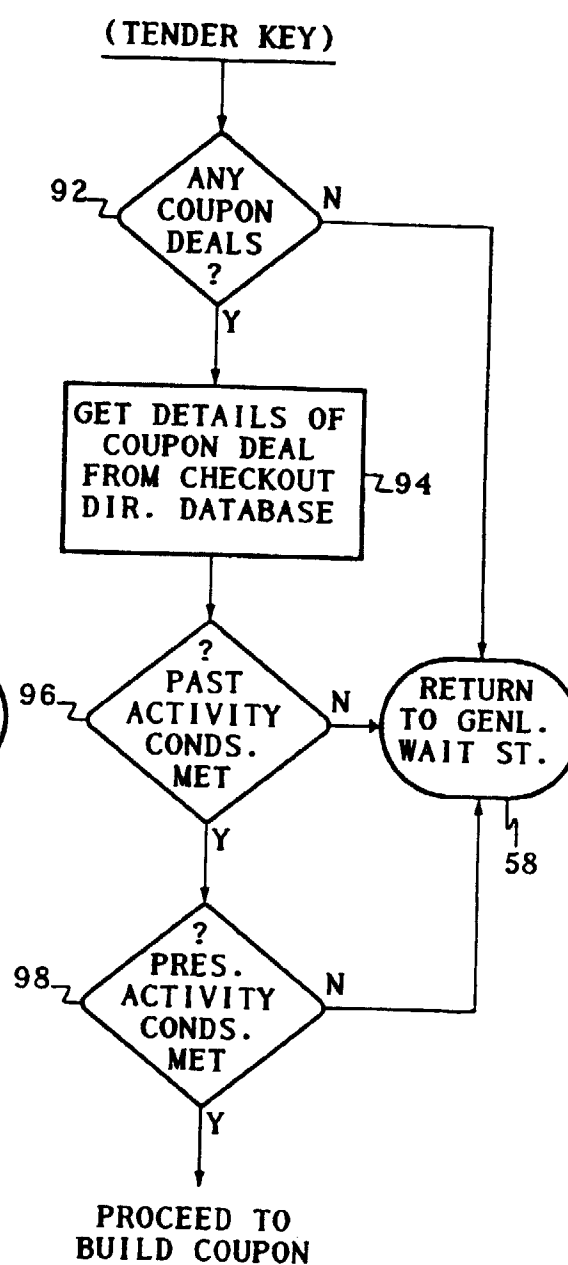 (TENDER KEY)
92
ANY
COUPON
DEALS
?
N
Y
GET DETAILS OF
COUPON DEAL
FROM CHECKOUT
DIR. DATABASE
94
96
?
PAST
ACTIVITY
CONDS.
MET
N
RETURN
TO GENL.
WAIT ST.
58
Y
98
?
PRES.
ACTIVITY
CONDS.
MET
N
Y
PROCEED TO
BUILD COUPON